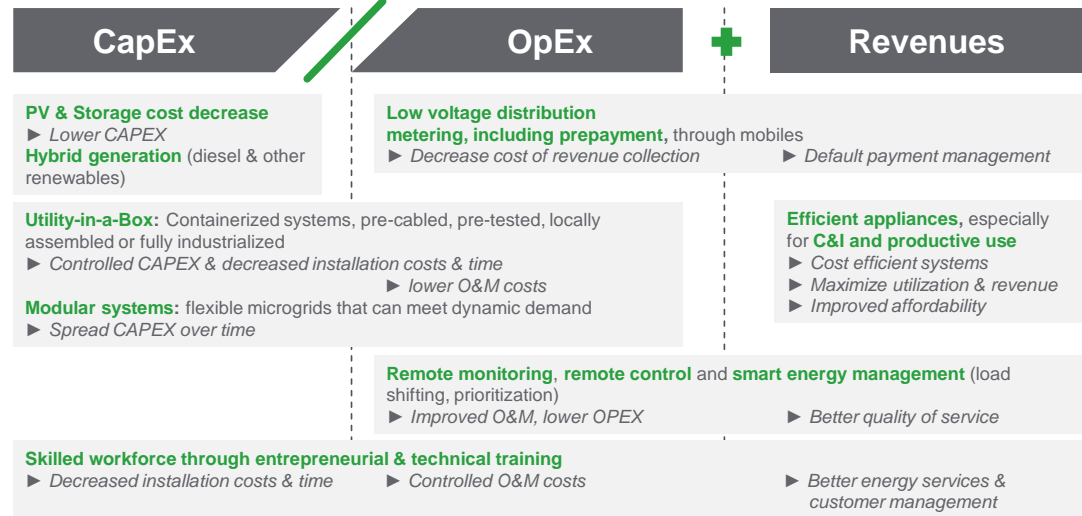 CapEx
OpEx
Revenues
PV & Storage cost decrease
► Lower CAPEX
Hybrid generation (diesel & other
renewables)
Low voltage distribution
metering, including prepayment, through mobiles
► Decrease cost of revenue collection
► Default payment management
Utility-in-a-Box: Containerized systems, pre-cabled, pre-tested, locally
assembled or fully industrialized
► Controlled CAPEX & decreased installation costs & time
► lower O&M costs
Modular systems: flexible microgrids that can meet dynamic demand
► Spread CAPEX over time
Efficient appliances, especially
for C&I and productive use
► Cost efficient systems
► Maximize utilization & revenue
► Improved affordability
Remote monitoring, remote control and smart energy management (load
shifting, prioritization)
► Improved O&M, lower OPEX
► Better quality of service
Skilled workforce through entrepreneurial & technical training
► Decreased installation costs & time
► Controlled O&M costs
► Better energy services &
customer management